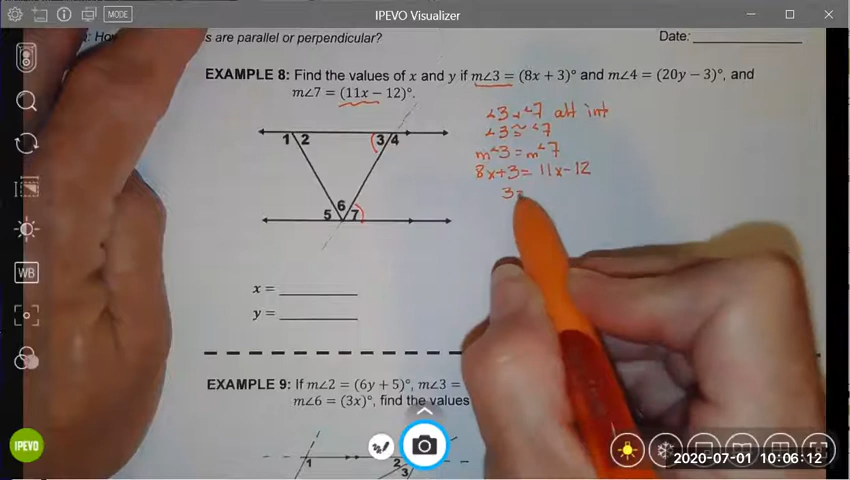 IPEVO Visualizer
MODE
s are parallel or perpendicular?
Date:
EXAMPLE 8: Find the values of x and y if m∠3 = (8x + 3)° and m∠4 = (20y − 3)°, and
m∠7 = (11x − 12)°.
∠3, ∠7 alt int
∠3 ≅ ∠7
m∠3 = m∠7
8x+3 = 11x-12
3=
1 2 3 4
5 6 7
x =
y =
EXAMPLE 9: If m∠2 = (6y + 5)°, m∠3 =
m∠6 = (3x)°, find the values
1 2
3
WB
IPEVO
2020-07-01 10:06:12